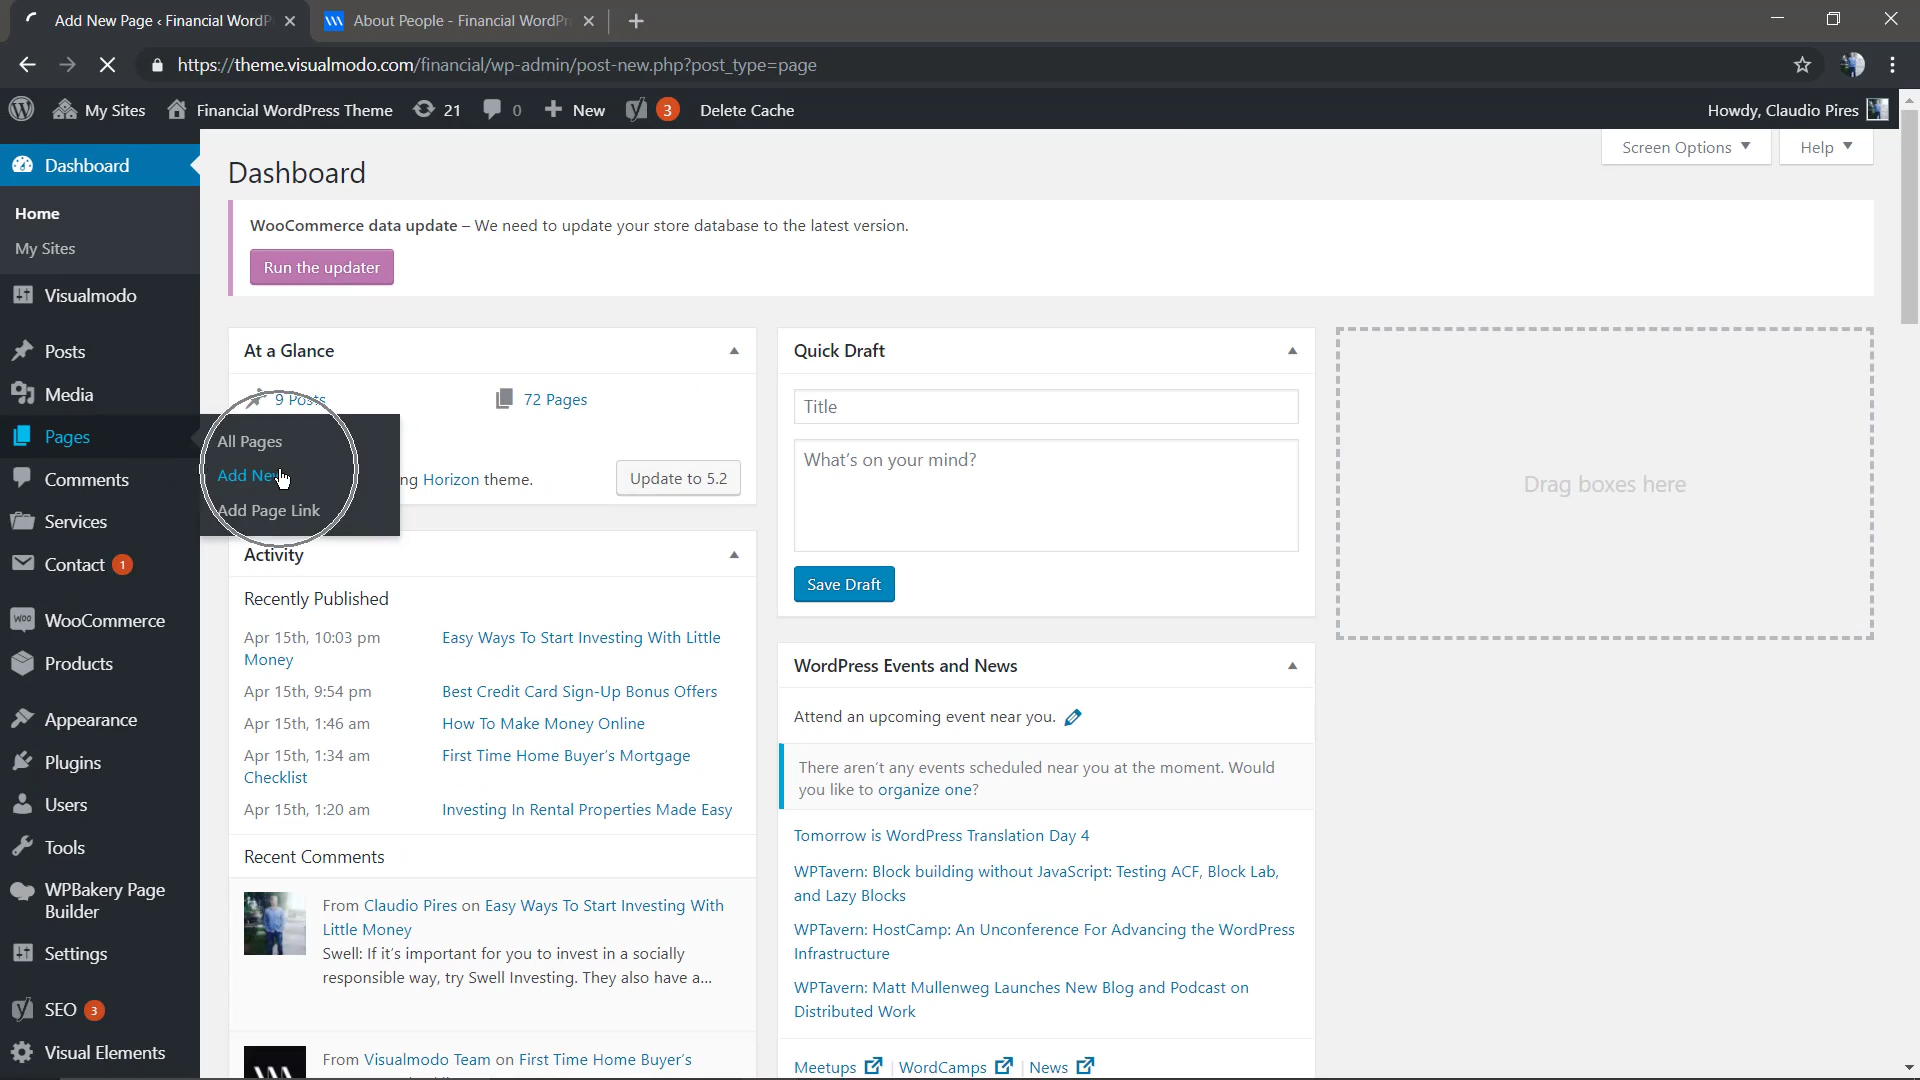 Add New Page ‹ Financial WordP
About People - Financial WordPr
https://theme.visualmodo.com/financial/wp-admin/post-new.php?post_type=page
My Sites
Financial WordPress Theme
21
0
New
3
Delete Cache
Howdy, Claudio Pires
Dashboard
Home
My Sites
Visualmodo
Posts
Media
Pages
Comments
Services
Contact 1
WooCommerce
Products
Appearance
Plugins
Users
Tools
WPBakery Page
Builder
Settings
SEO 3
Visual Elements
All Pages
Add New
Add Page Link
Screen Options
Help
Dashboard
WooCommerce data update – We need to update your store database to the latest version.
Run the updater
At a Glance
9 Posts
72 Pages
ng Horizon theme.
Update to 5.2
Activity
Recently Published
Apr 15th, 10:03 pm Easy Ways To Start Investing With Little
Money
Apr 15th, 9:54 pm Best Credit Card Sign-Up Bonus Offers
Apr 15th, 1:46 am How To Make Money Online
Apr 15th, 1:34 am First Time Home Buyer's Mortgage
Checklist
Apr 15th, 1:20 am Investing In Rental Properties Made Easy
Recent Comments
From Claudio Pires on Easy Ways To Start Investing With
Little Money
Swell: If it's important for you to invest in a socially
responsible way, try Swell Investing. They also have a...
From Visualmodo Team on First Time Home Buyer's
Quick Draft
Title
What's on your mind?
Save Draft
WordPress Events and News
Attend an upcoming event near you.
There aren't any events scheduled near you at the moment. Would
you like to organize one?
Tomorrow is WordPress Translation Day 4
WPTavern: Block building without JavaScript: Testing ACF, Block Lab,
and Lazy Blocks
WPTavern: HostCamp: An Unconference For Advancing the WordPress
Infrastructure
WPTavern: Matt Mullenweg Launches New Blog and Podcast on
Distributed Work
Meetups | WordCamps | News
Drag boxes here